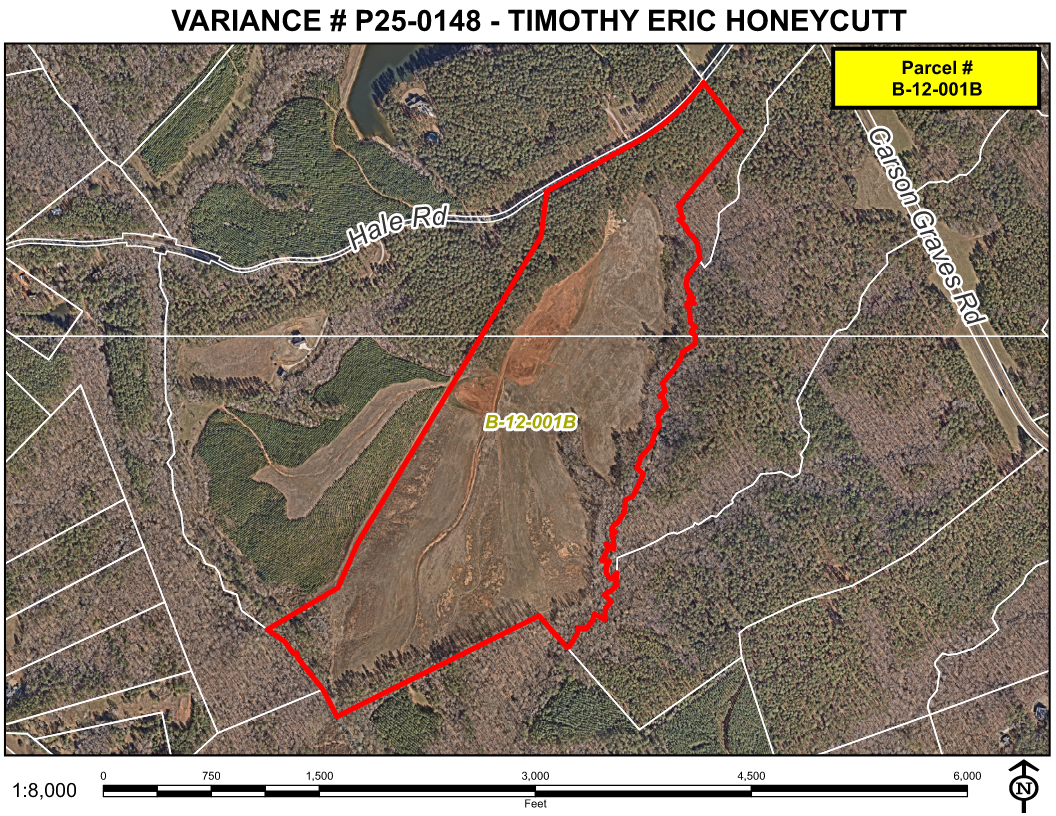 VARIANCE # P25-0148 - TIMOTHY ERIC HONEYCUTT
Parcel #
B-12-001B
Carson Graves Rd
Hale Rd
B-12-001B
1:8,000
0 750 1,500 3,000 4,500 6,000
Feet
N